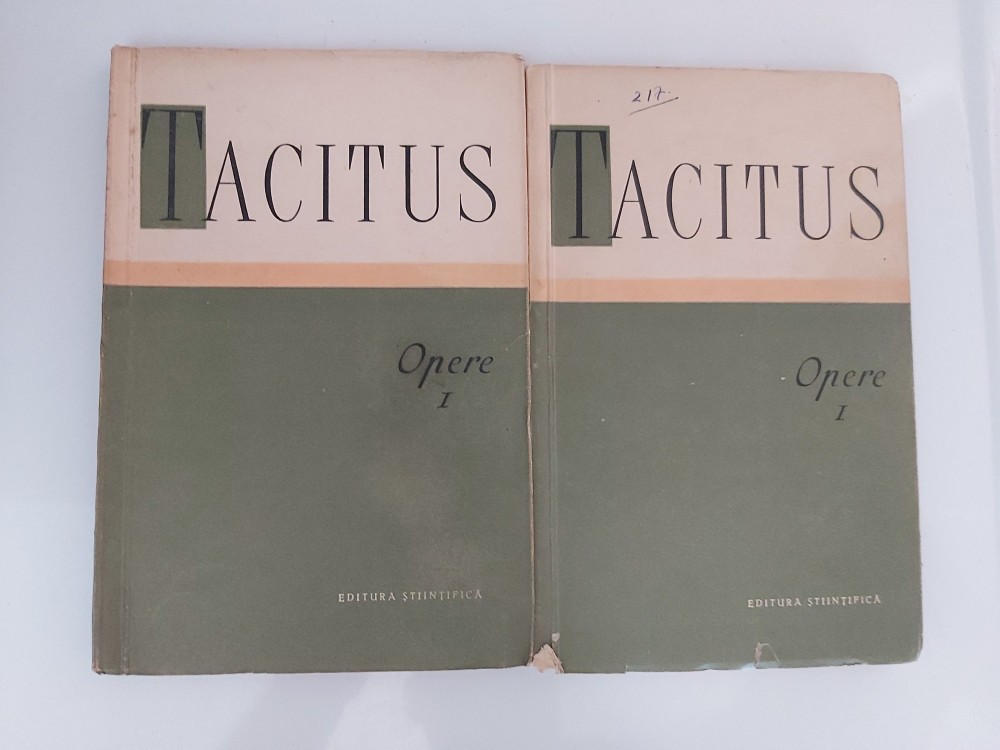 TACITUS
Opere
I
EDITURA ȘTIINȚIFICĂ
217.
TACITUS
Opere
I
EDITURA ȘTIINȚIFICĂ